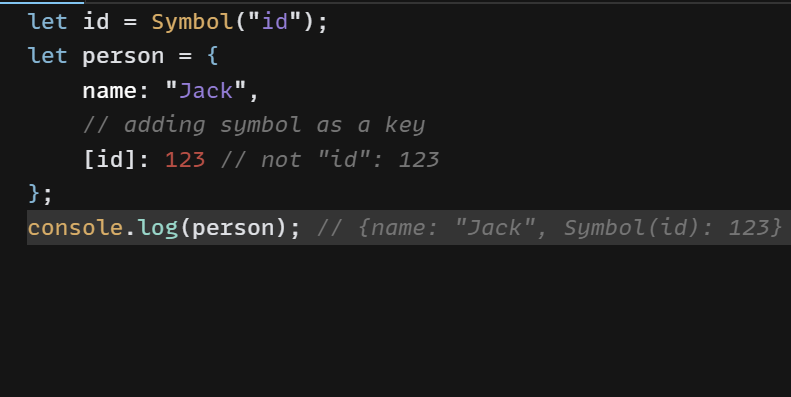 let id = Symbol("id");
let person = {
    name: "Jack",
    // adding symbol as a key
    [id]: 123 // not "id": 123
};
console.log(person); // {name: "Jack", Symbol(id): 123}